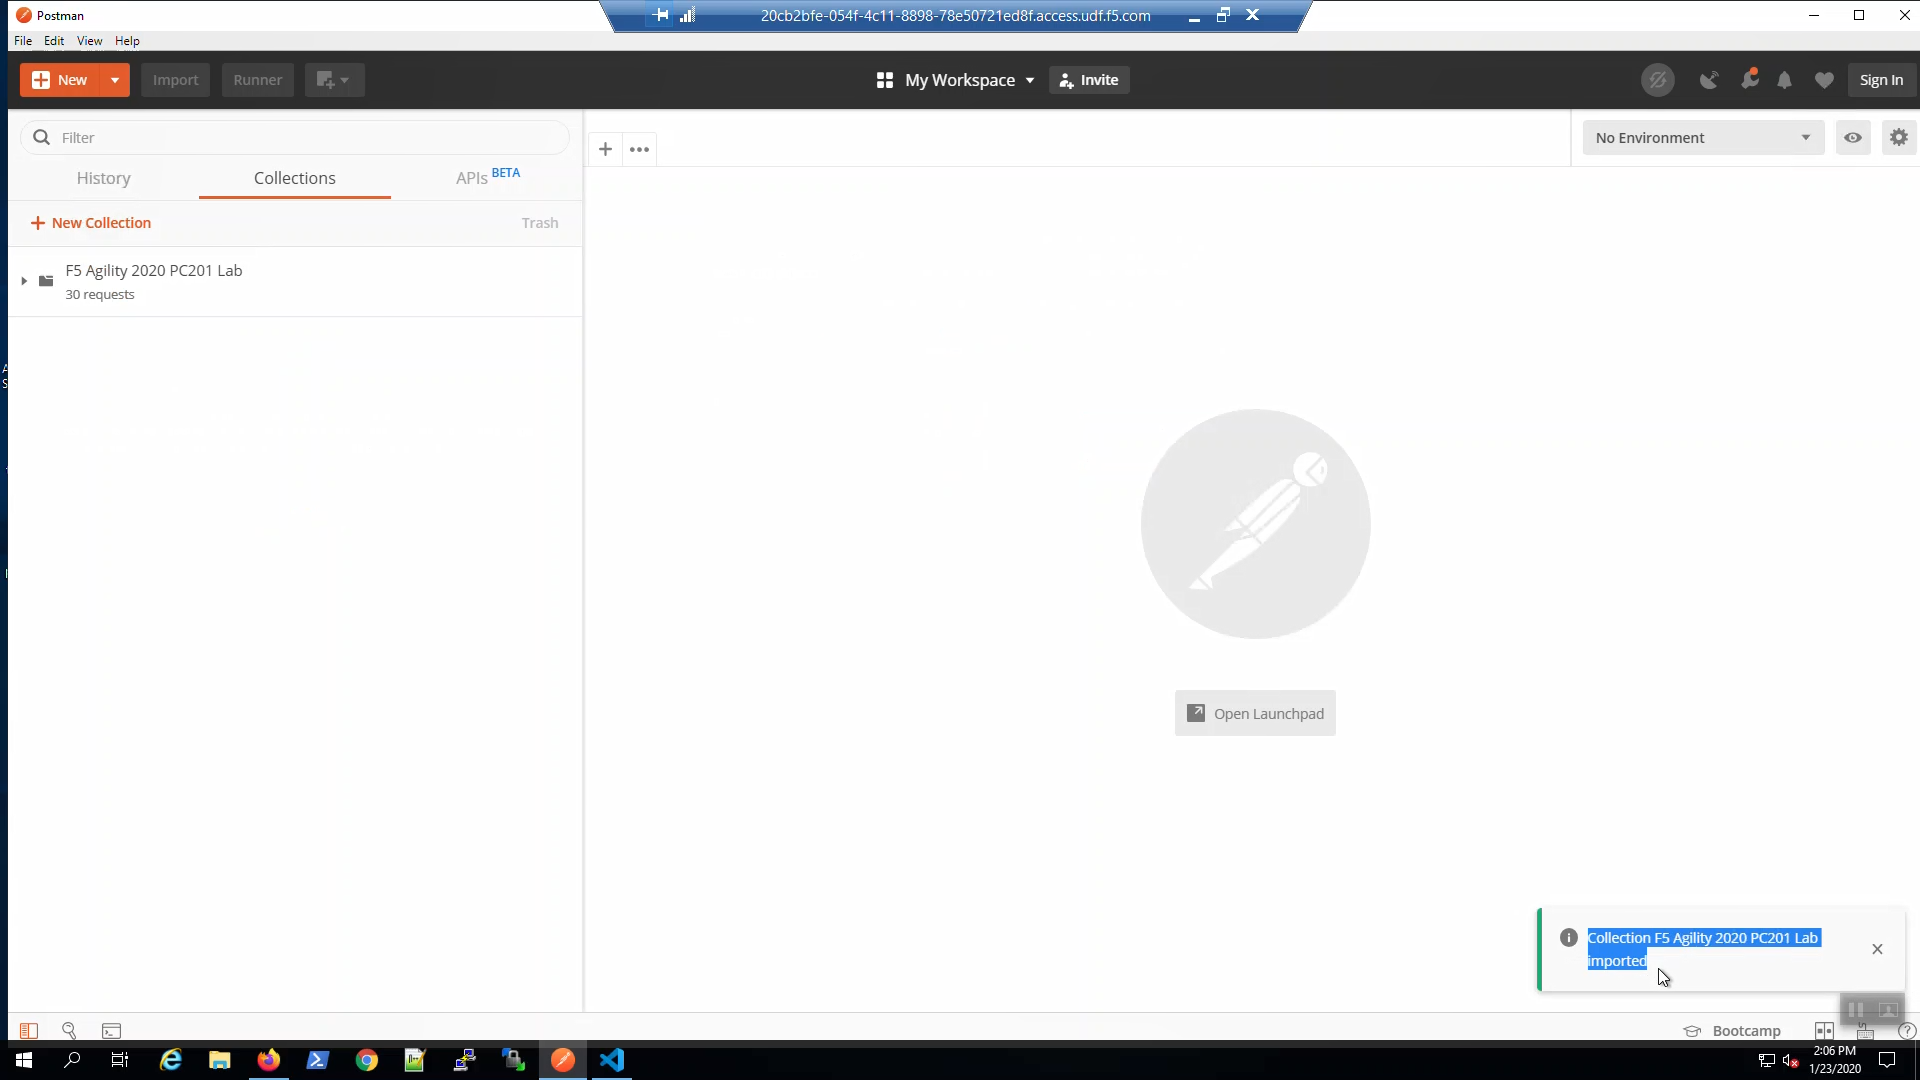 Postman
20cb2bfe-054f-4c11-8898-78e50721ed8f.access.udf.f5.com
File Edit View Help
New
Import
Runner
My Workspace
Invite
Sign In
Filter
No Environment
History
Collections
APIs BETA
New Collection
Trash
F5 Agility 2020 PC201 Lab
30 requests
Open Launchpad
Collection F5 Agility 2020 PC201 Lab
imported
Bootcamp
2:06 PM
1/23/2020